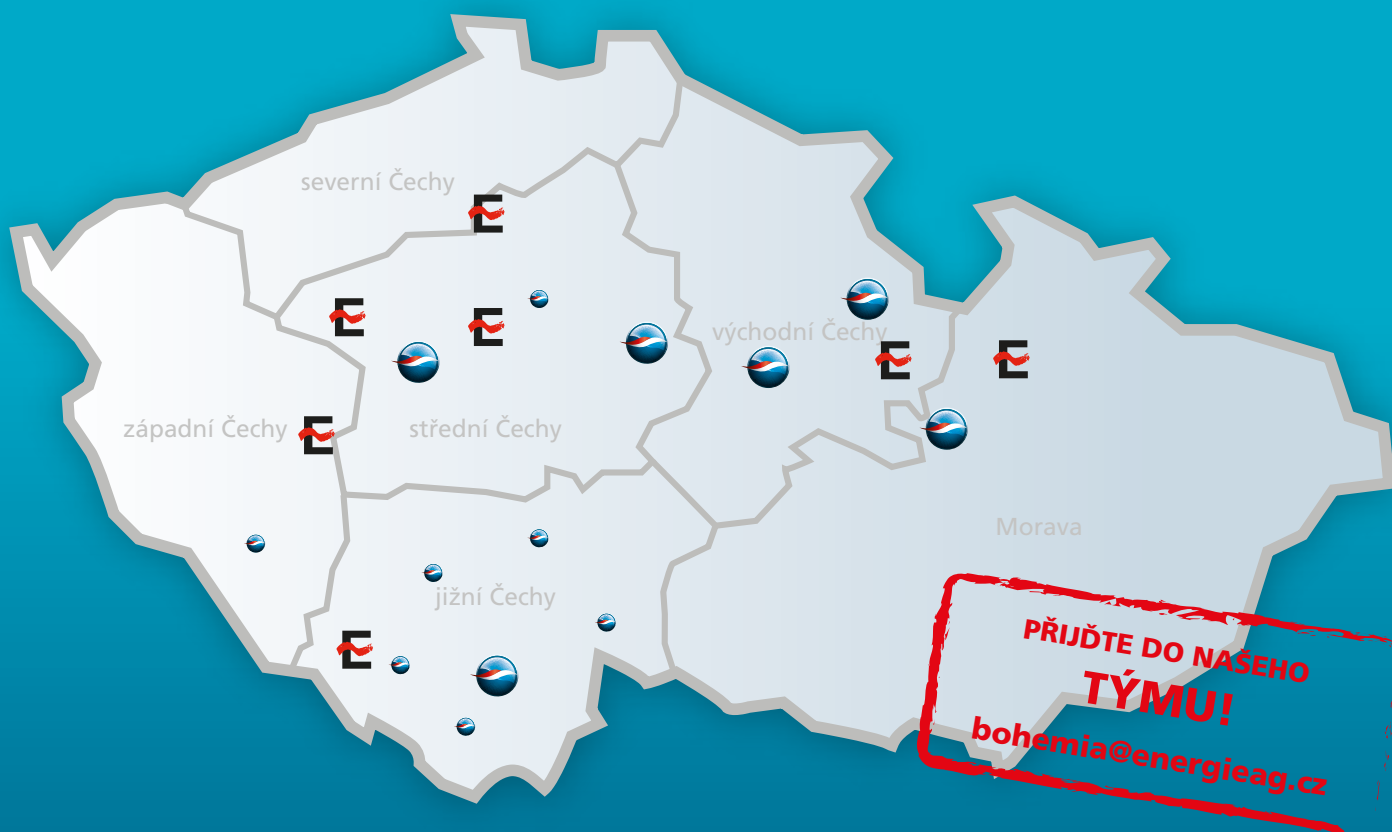 severní Čechy
východní Čechy
západní Čechy
střední Čechy
Morava
jižní Čechy
PŘIJĎTE DO NAŠEHO
TÝMU!
bohemia@energieag.cz